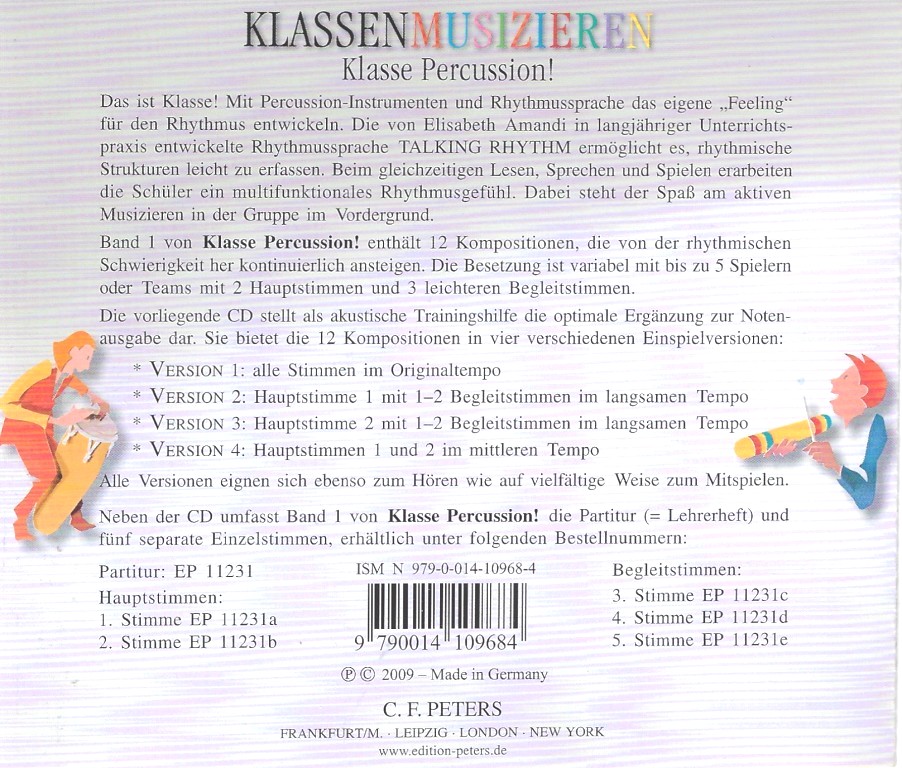 KLASSENMUSIZIEREN
Klasse Percussion!
Das ist Klasse! Mit Percussion-Instrumenten und Rhythmussprache das eigene „Feeling“
für den Rhythmus entwickeln. Die von Elisabeth Amandi in langjähriger Unterrichts-
praxis entwickelte Rhythmussprache TALKING RHYTHM ermöglicht es, rhythmische
Strukturen leicht zu erfassen. Beim gleichzeitigen Lesen, Sprechen und Spielen erarbeiten
die Schüler ein multifunktionales Rhythmusgefühl. Dabei steht der Spaß am aktiven
Musizieren in der Gruppe im Vordergrund.
Band 1 von Klasse Percussion! enthält 12 Kompositionen, die von der rhythmischen
Schwierigkeit her kontinuierlich ansteigen. Die Besetzung ist variabel mit bis zu 5 Spielern
oder Teams mit 2 Hauptstimmen und 3 leichteren Begleitstimmen.
Die vorliegende CD stellt als akustische Trainingshilfe die optimale Ergänzung zur Noten-
ausgabe dar. Sie bietet die 12 Kompositionen in vier verschiedenen Einspielversionen:
* VERSION 1: alle Stimmen im Originaltempo
* VERSION 2: Hauptstimme 1 mit 1–2 Begleitstimmen im langsamen Tempo
* VERSION 3: Hauptstimme 2 mit 1–2 Begleitstimmen im langsamen Tempo
* VERSION 4: Hauptstimmen 1 und 2 im mittleren Tempo
Alle Versionen eignen sich ebenso zum Hören wie auf vielfältige Weise zum Mitspielen.
Neben der CD umfasst Band 1 von Klasse Percussion! die Partitur (= Lehrerheft) und
fünf separate Einzelstimmen, erhältlich unter folgenden Bestellnummern:
Partitur: EP 11231
Hauptstimmen:
1. Stimme EP 11231a
2. Stimme EP 11231b
ISM N 979-0-014-10968-4
9 790014 109684
Begleitstimmen:
3. Stimme EP 11231c
4. Stimme EP 11231d
5. Stimme EP 11231e
℗ © 2009 – Made in Germany
C. F. PETERS
FRANKFURT/M. · LEIPZIG · LONDON · NEW YORK
www.edition-peters.de